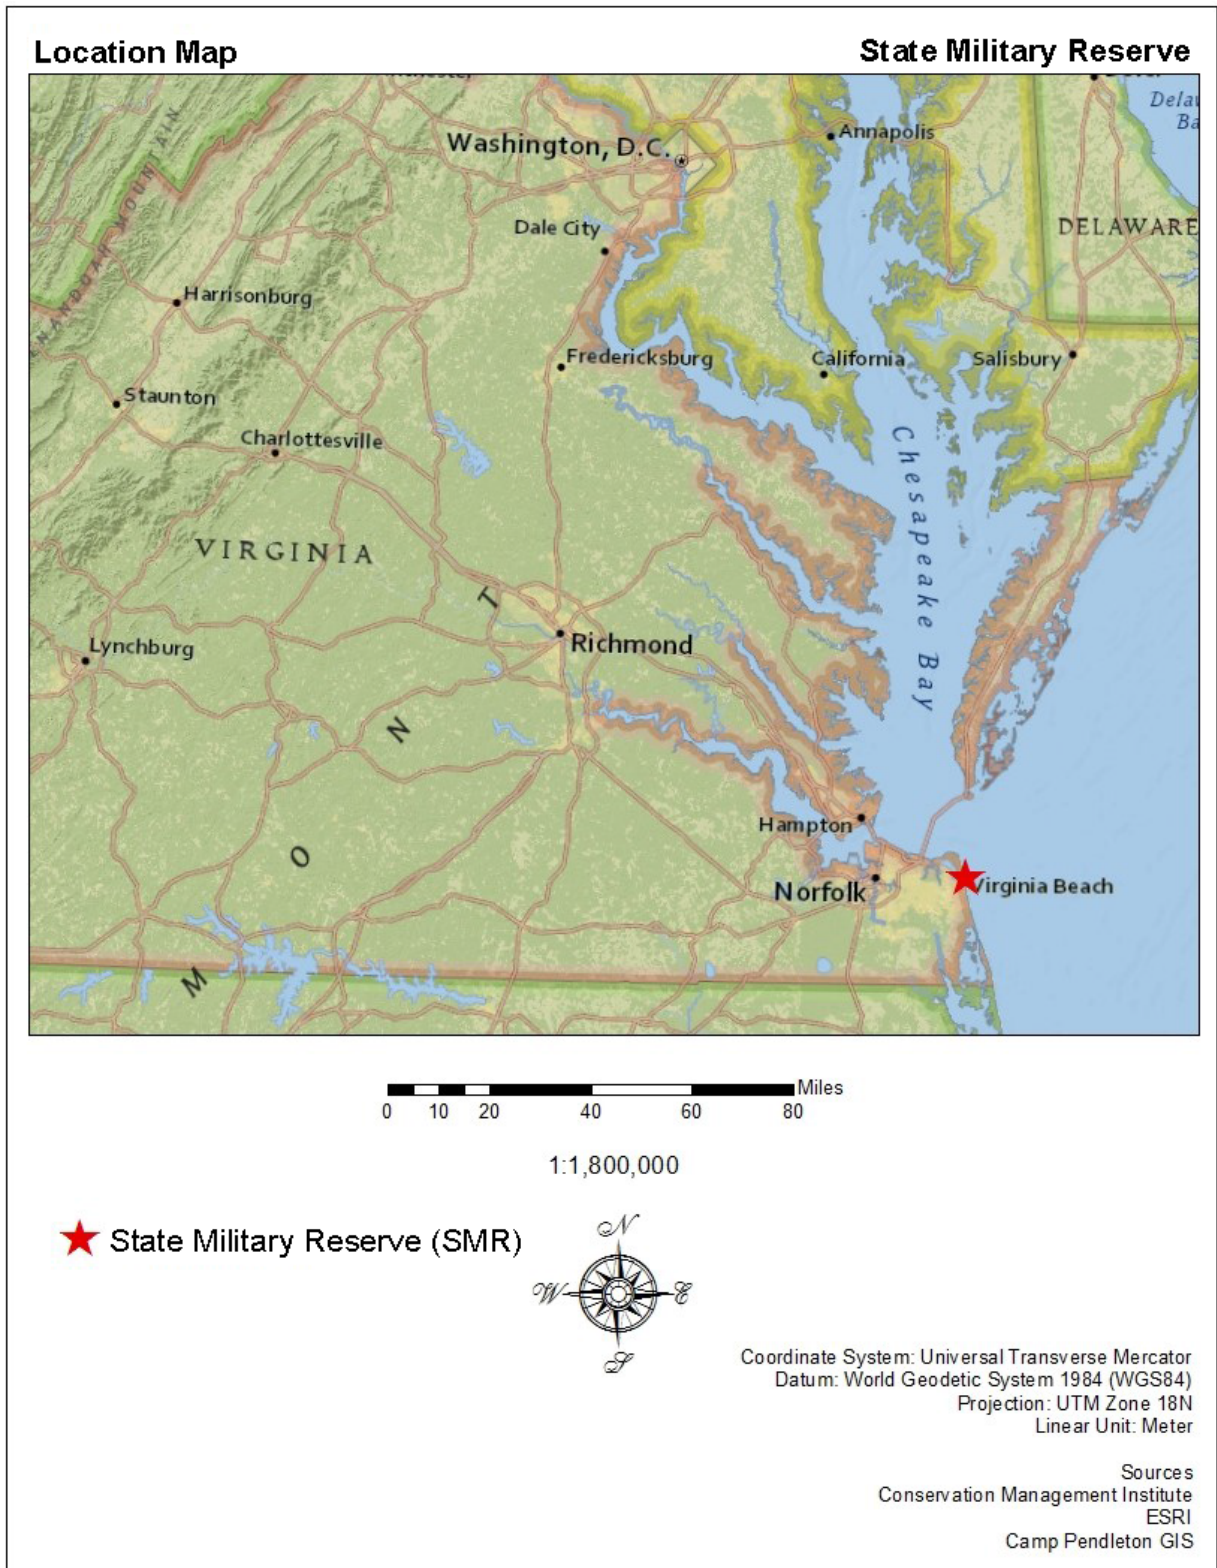 Location Map
State Military Reserve
Washington, D.C.
Annapolis
Dale City
DELAWARE
Harrisonburg
Fredericksburg
California
Salisbury
Staunton
Charlottesville
Chesapeake Bay
VIRGINIA
Richmond
Lynchburg
MOUNTAIN
M O N T
Hampton
Norfolk
Virginia Beach
Miles
0 10 20 40 60 80
1:1,800,000
State Military Reserve (SMR)
N
W E
S
Coordinate System: Universal Transverse Mercator
Datum: World Geodetic System 1984 (WGS84)
Projection: UTM Zone 18N
Linear Unit: Meter
Sources
Conservation Management Institute
ESRI
Camp Pendleton GIS